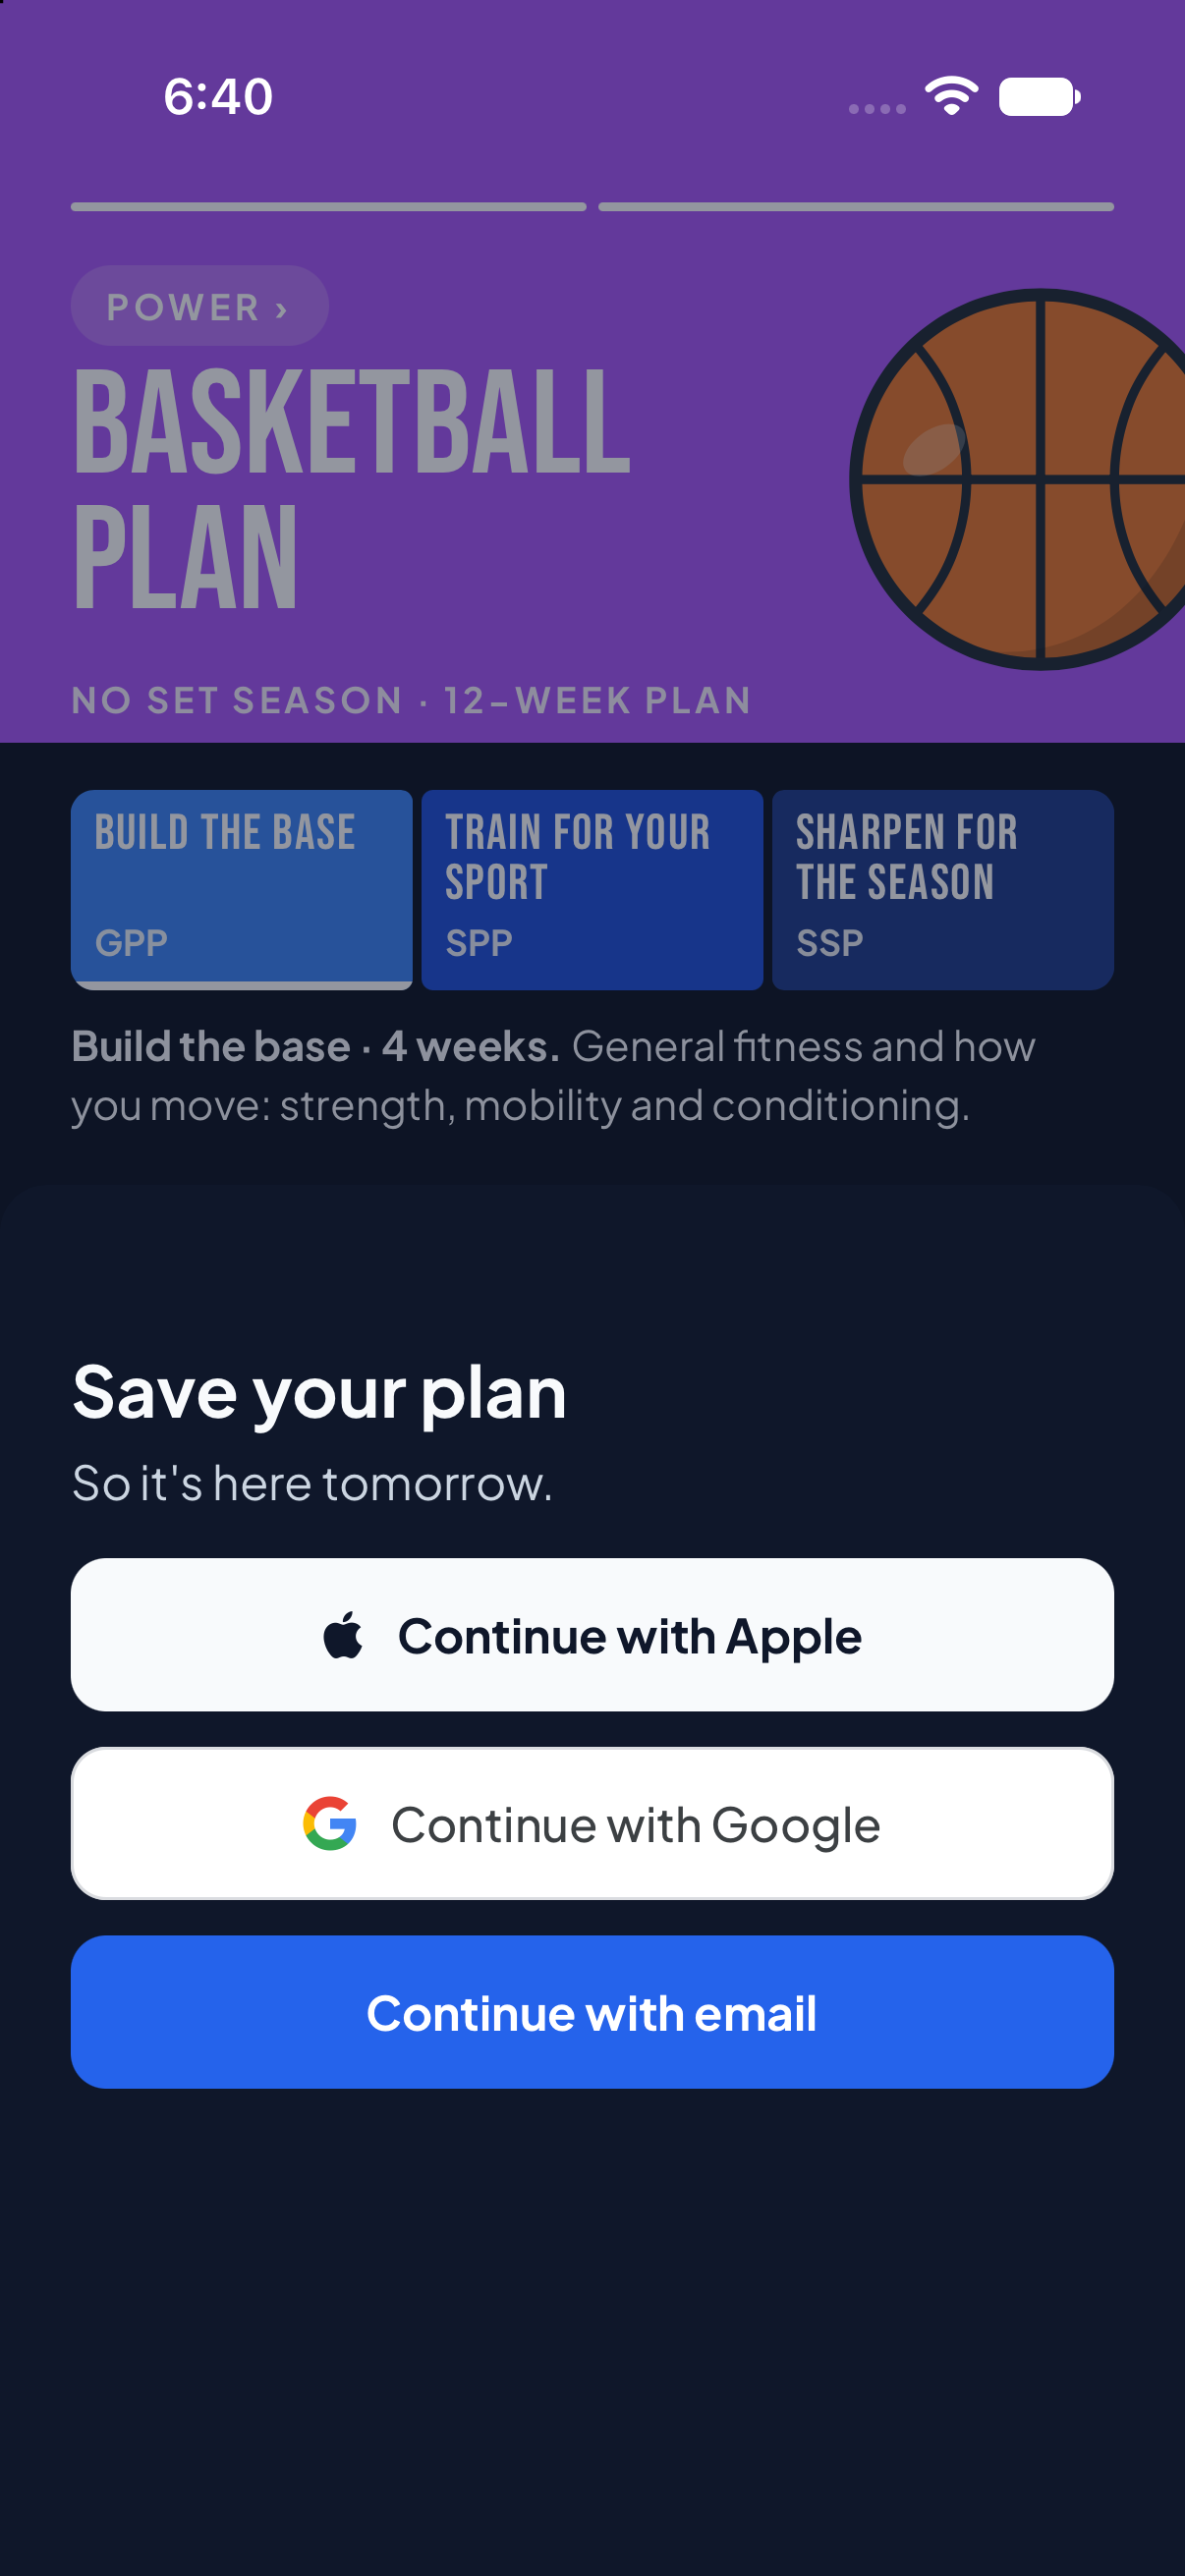 6:40
POWER ›
BASKETBALL
PLAN
NO SET SEASON · 12-WEEK PLAN
BUILD THE BASE
GPP
TRAIN FOR YOUR
SPORT
SPP
SHARPEN FOR
THE SEASON
SSP
Build the base · 4 weeks. General fitness and how
you move: strength, mobility and conditioning.
Save your plan
So it's here tomorrow.
Continue with Apple
Continue with Google
Continue with email